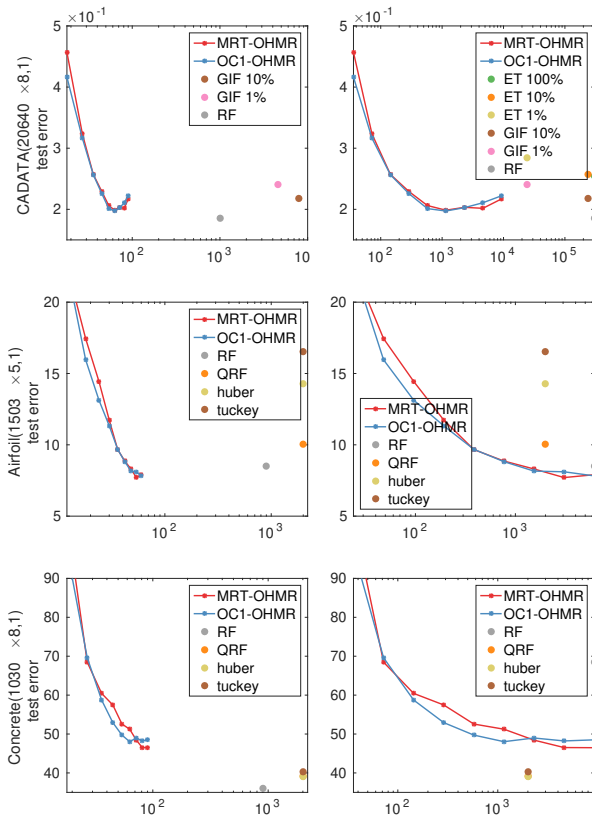 5 ×10⁻¹
4
3
2
10²
10³
10
CADATA(20640 ×8,1)
test error
MRT-OHMR
OC1-OHMR
GIF 10%
GIF 1%
RF
5 ×10⁻¹
4
3
2
10²
10³
10⁴
10⁵
MRT-OHMR
OC1-OHMR
ET 100%
ET 10%
ET 1%
GIF 10%
GIF 1%
RF
20
15
10
5
10²
10³
Airfoil(1503 ×5,1)
test error
MRT-OHMR
OC1-OHMR
RF
QRF
huber
tuckey
20
15
10
5
10²
10³
MRT-OHMR
OC1-OHMR
RF
QRF
huber
tuckey
90
80
70
60
50
40
10²
10³
Concrete(1030 ×8,1)
test error
MRT-OHMR
OC1-OHMR
RF
QRF
huber
tuckey
90
80
70
60
50
40
10²
10³
MRT-OHMR
OC1-OHMR
RF
QRF
huber
tuckey